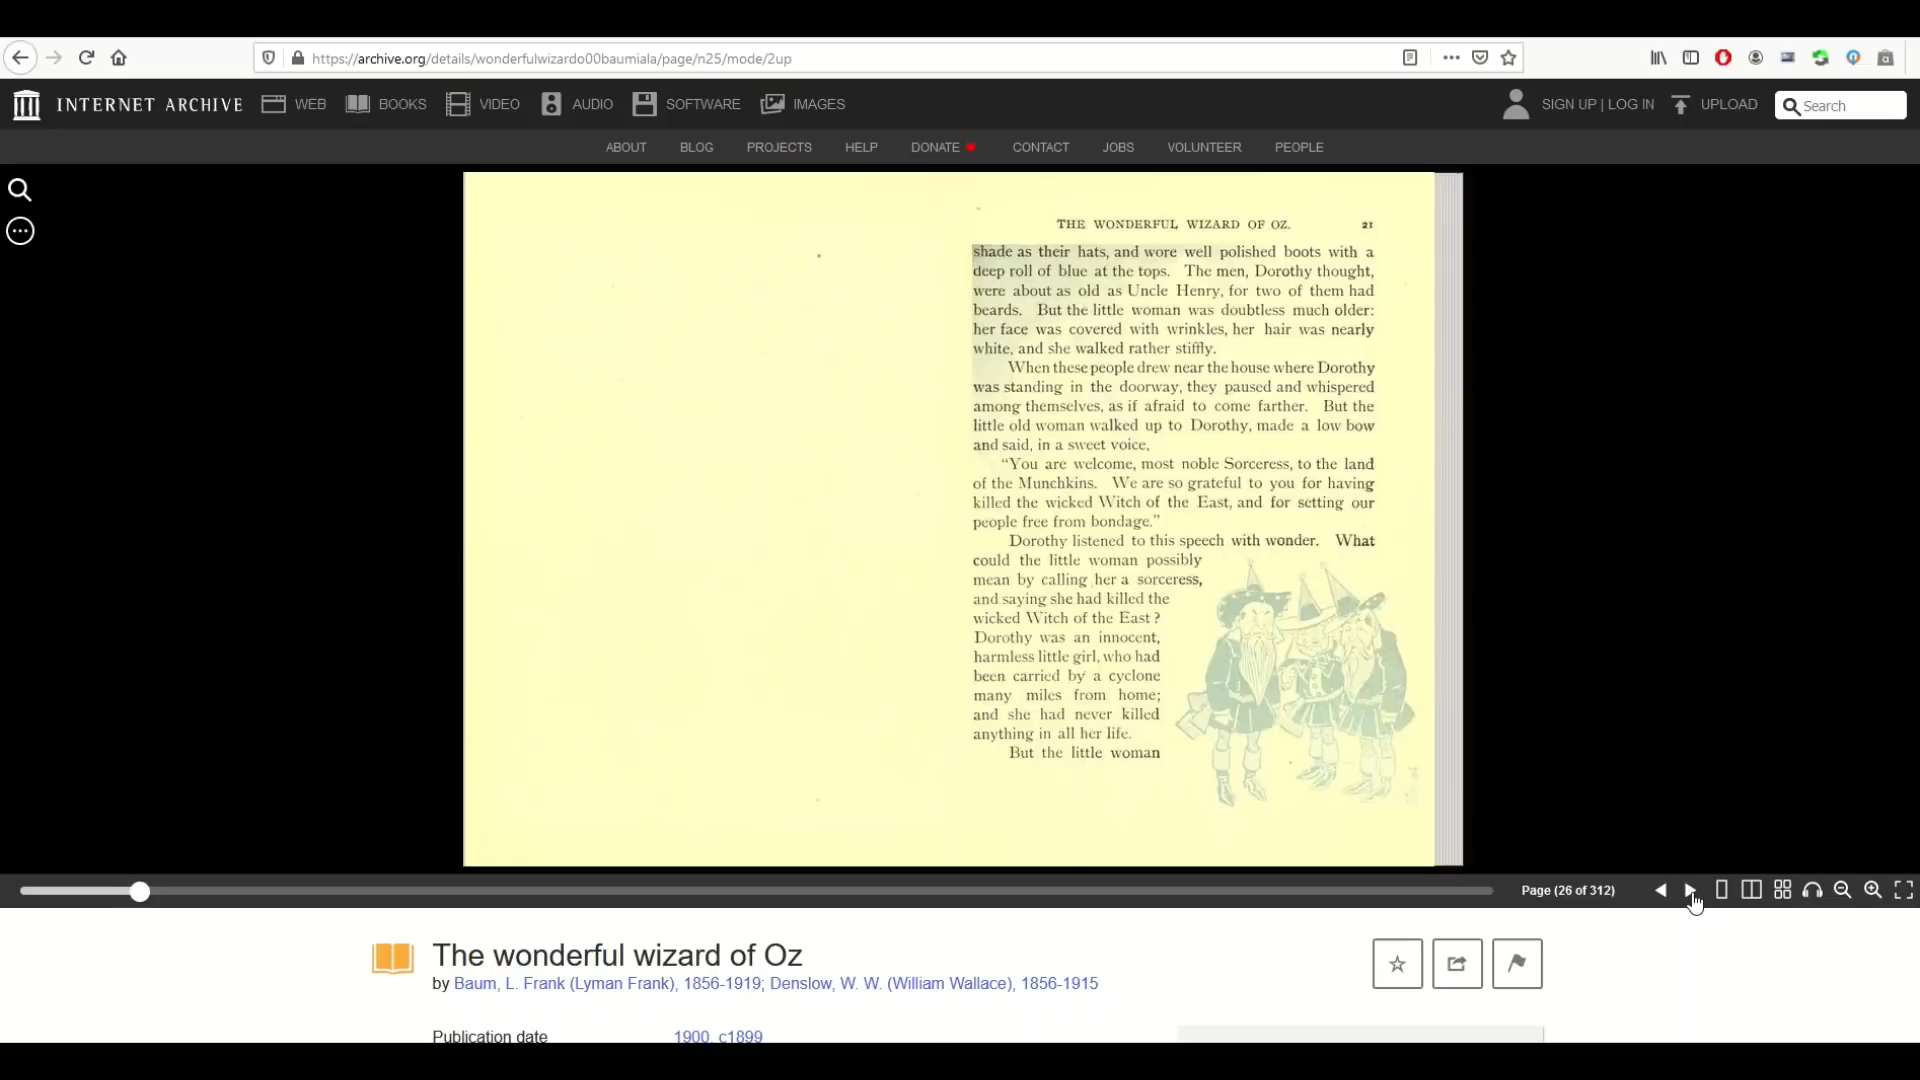 https://archive.org/details/wonderfulwizardo00baumiala/page/n25/mode/2up
INTERNET ARCHIVE WEB BOOKS VIDEO AUDIO SOFTWARE IMAGES SIGN UP | LOG IN UPLOAD Search
ABOUT BLOG PROJECTS HELP DONATE CONTACT JOBS VOLUNTEER PEOPLE
THE WONDERFUL WIZARD OF OZ. 21
shade as their hats, and wore well polished boots with a
deep roll of blue at the tops. The men, Dorothy thought,
were about as old as Uncle Henry, for two of them had
beards. But the little woman was doubtless much older:
her face was covered with wrinkles, her hair was nearly
white, and she walked rather stiffly.
When these people drew near the house where Dorothy
was standing in the doorway, they paused and whispered
among themselves, as if afraid to come farther. But the
little old woman walked up to Dorothy, made a low bow
and said, in a sweet voice,
"You are welcome, most noble Sorceress, to the land
of the Munchkins. We are so grateful to you for having
killed the wicked Witch of the East, and for setting our
people free from bondage."
Dorothy listened to this speech with wonder. What
could the little woman possibly
mean by calling her a sorceress,
and saying she had killed the
wicked Witch of the East?
Dorothy was an innocent,
harmless little girl, who had
been carried by a cyclone
many miles from home;
and she had never killed
anything in all her life.
But the little woman
Page (26 of 312)
The wonderful wizard of Oz
by Baum, L. Frank (Lyman Frank), 1856-1919; Denslow, W. W. (William Wallace), 1856-1915
Publication date 1900, c1899